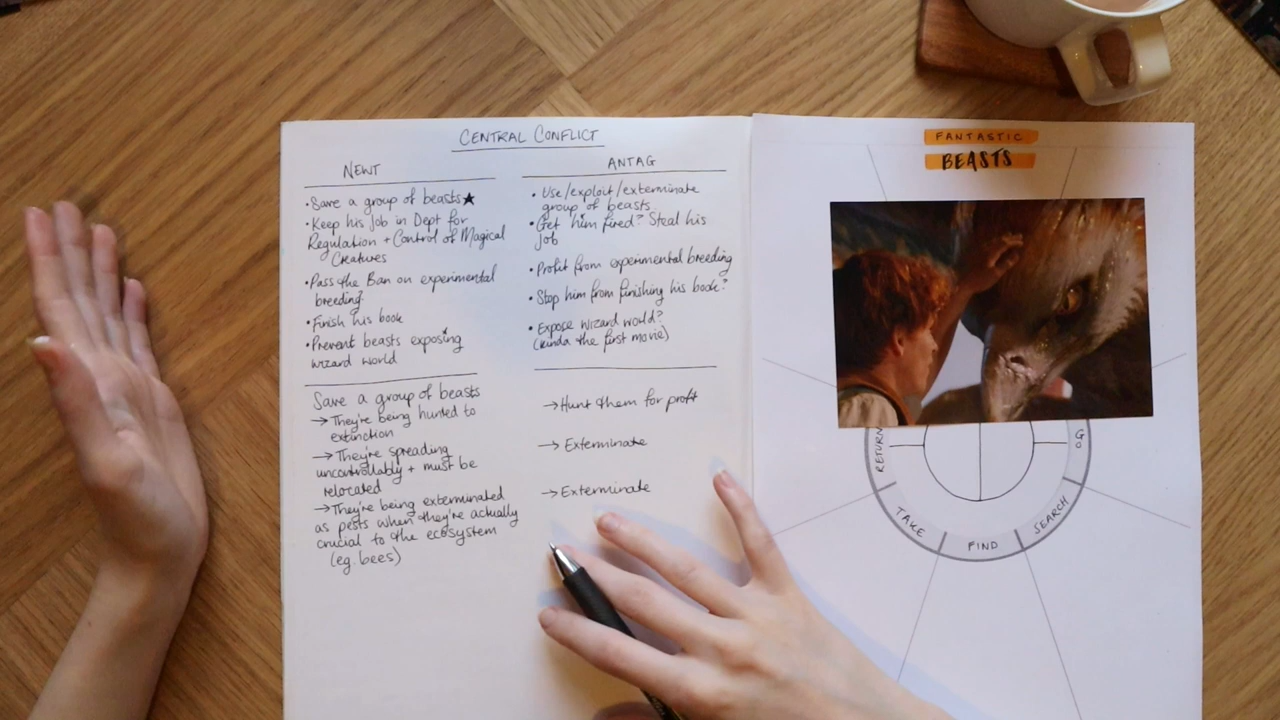 CENTRAL CONFLICT
NEWT
• Save a group of beasts★
• Keep his job in Dept for
Regulation + Control of Magical
Creatures
• Pass the Ban on experimental
breeding?
• Finish his book
• Prevent beasts exposing
wizard world
Save a group of beasts
→ They're being hunted to
extinction
→ They're spreading
uncontrollably + must be
relocated
→ They're being exterminated
as pests when they're actually
crucial to the ecosystem
(eg. bees)
ANTAG
• Use/exploit/exterminate
group of beasts
• Get him fired? Steal his
job
• Profit from experimental breeding
• Stop him from finishing his book?
• Expose wizard world?
(kinda the first movie)
→ Hunt them for profit
→ Exterminate
→ Exterminate
FANTASTIC
BEASTS
RETURN
TAKE
FIND
SEARCH
GO